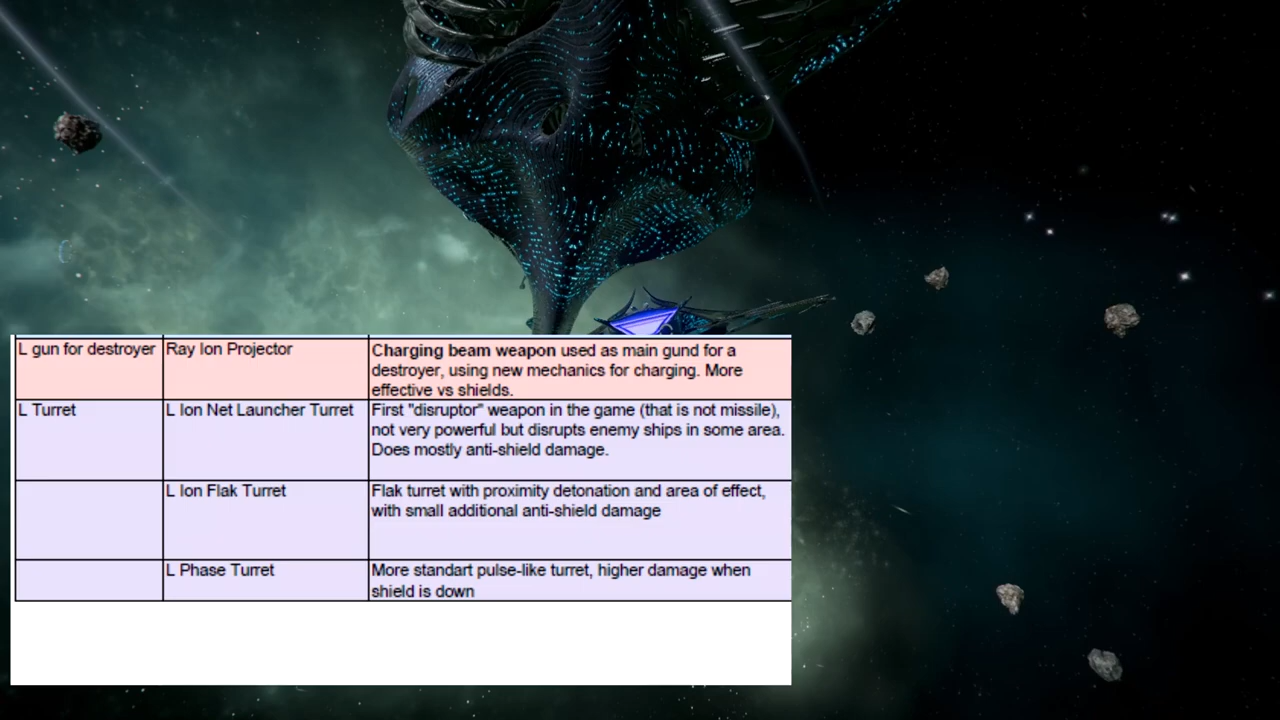 L gun for destroyer
Ray Ion Projector
Charging beam weapon used as main gund for a
destroyer, using new mechanics for charging. More
effective vs shields.
L Turret
L Ion Net Launcher Turret
First "disruptor" weapon in the game (that is not missile),
not very powerful but disrupts enemy ships in some area.
Does mostly anti-shield damage.
L Ion Flak Turret
Flak turret with proximity detonation and area of effect,
with small additional anti-shield damage
L Phase Turret
More standart pulse-like turret, higher damage when
shield is down